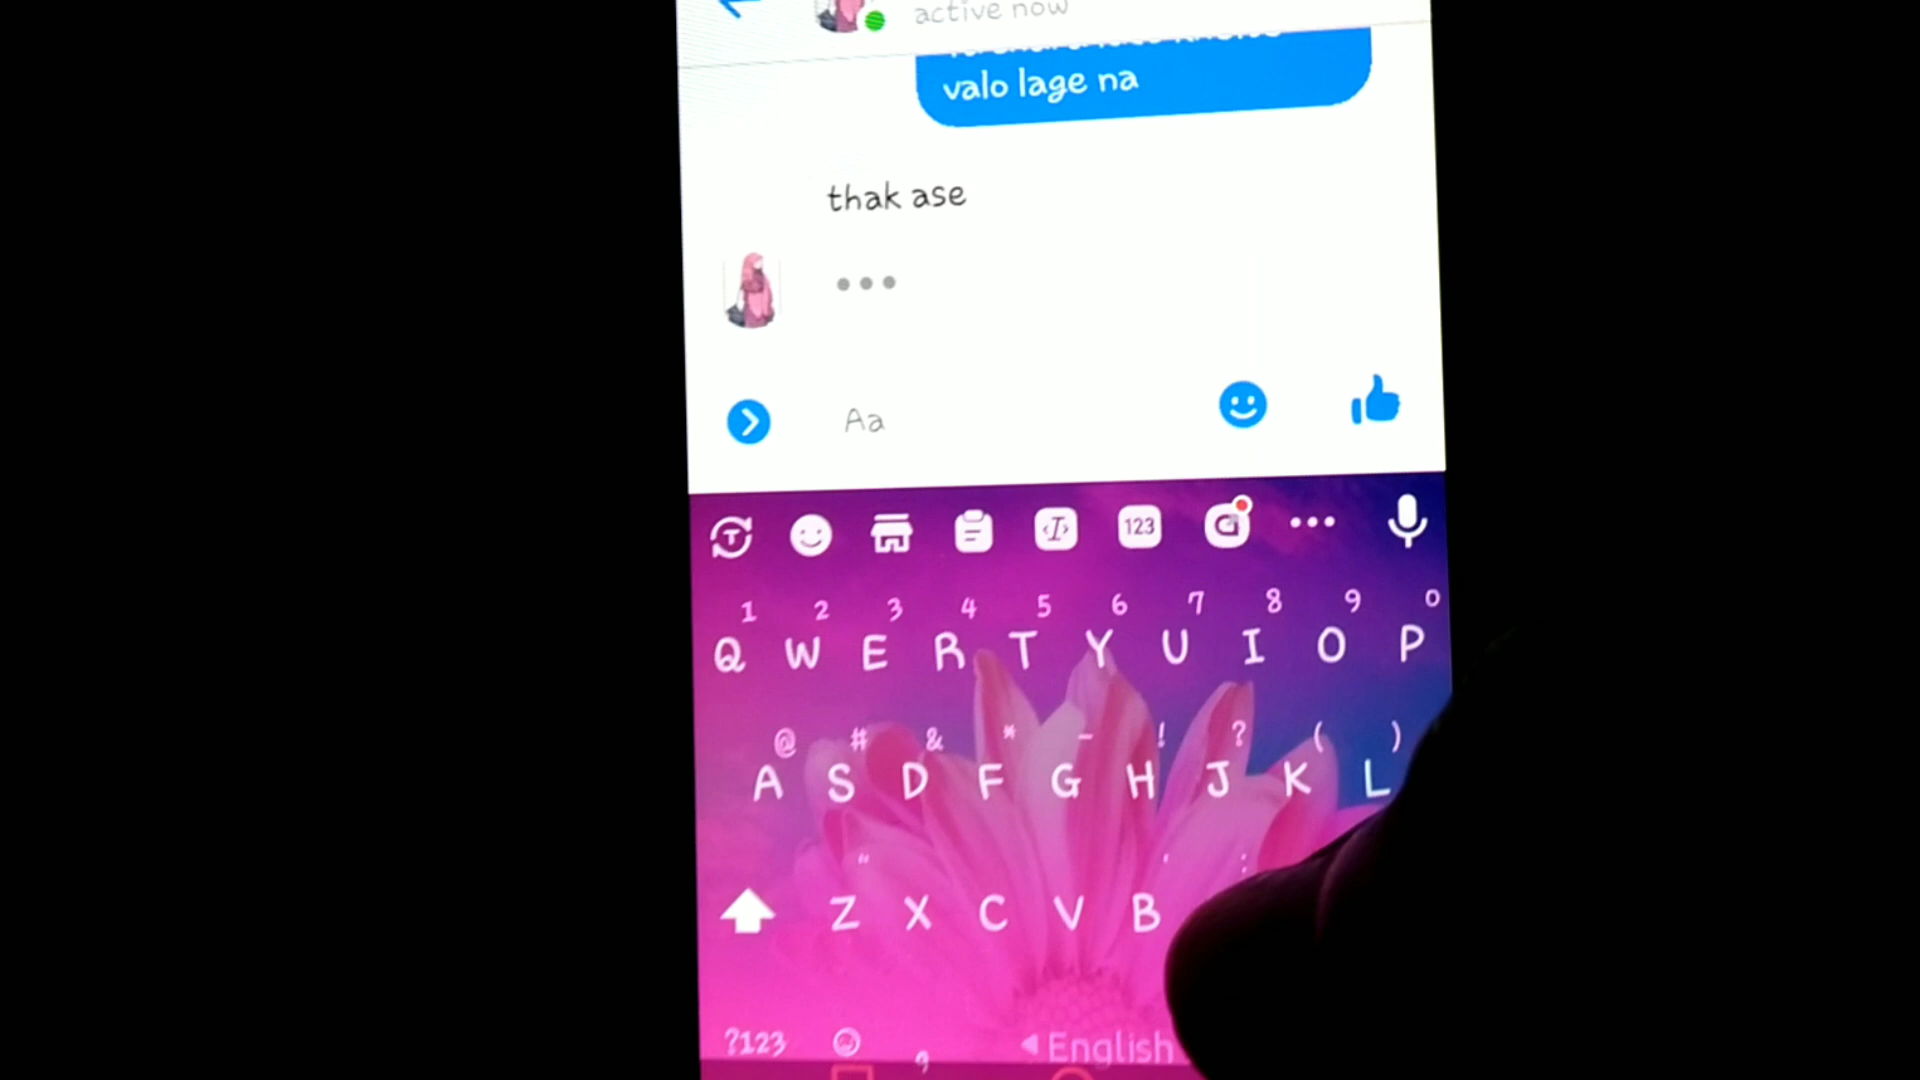 active now
valo lage na
thak ase
Aa
123
1 2 3 4 5 6 7 8 9 0
Q W E R T Y U I O P
@ # & * - ! ? ( )
A S D F G H J K L
" ' : 
Z X C V B
?123 , English